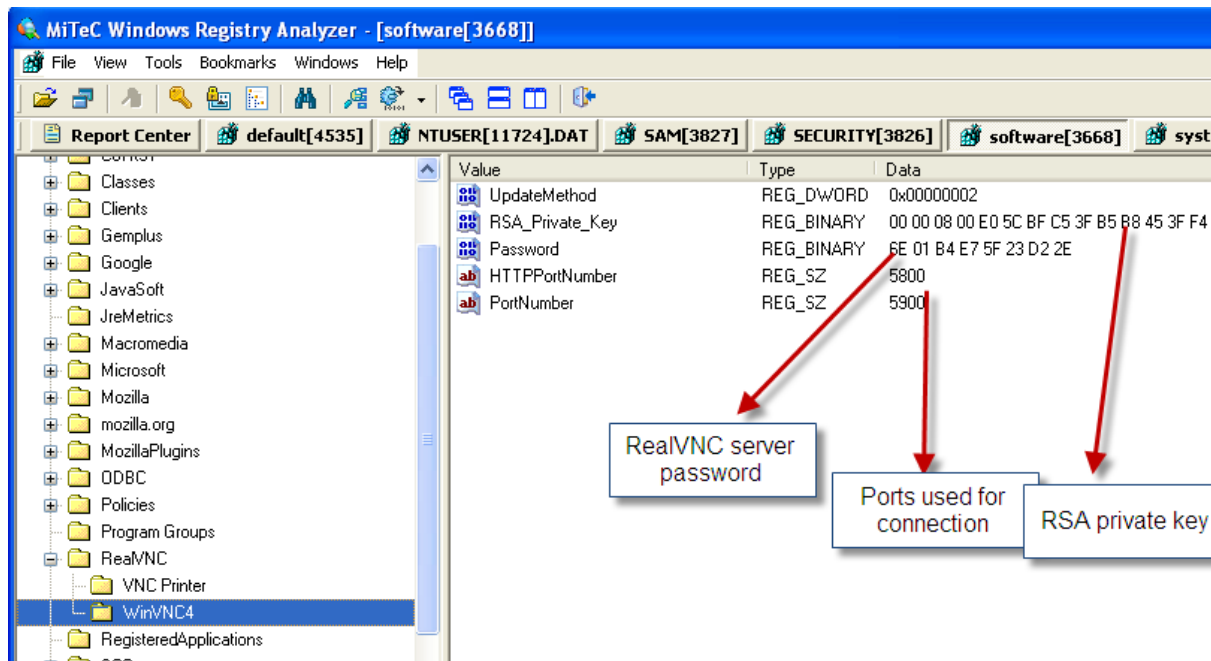 MiTeC Windows Registry Analyzer - [software[3668]]
File View Tools Bookmarks Windows Help
Report Center default[4535] NTUSER[11724].DAT SAM[3827] SECURITY[3826] software[3668] syst
Classes
Clients
Gemplus
Google
JavaSoft
JreMetrics
Macromedia
Microsoft
Mozilla
mozilla.org
MozillaPlugins
ODBC
Policies
Program Groups
RealVNC
VNC Printer
WinVNC4
RegisteredApplications
Value Type Data
UpdateMethod REG_DWORD 0x00000002
RSA_Private_Key REG_BINARY 00 00 08 00 E0 5C BF C5 3F B5 B8 45 3F F4
Password REG_BINARY 6E 01 B4 E7 5F 23 D2 2E
HTTPPortNumber REG_SZ 5800
PortNumber REG_SZ 5900
RealVNC server
password
Ports used for
connection
RSA private key